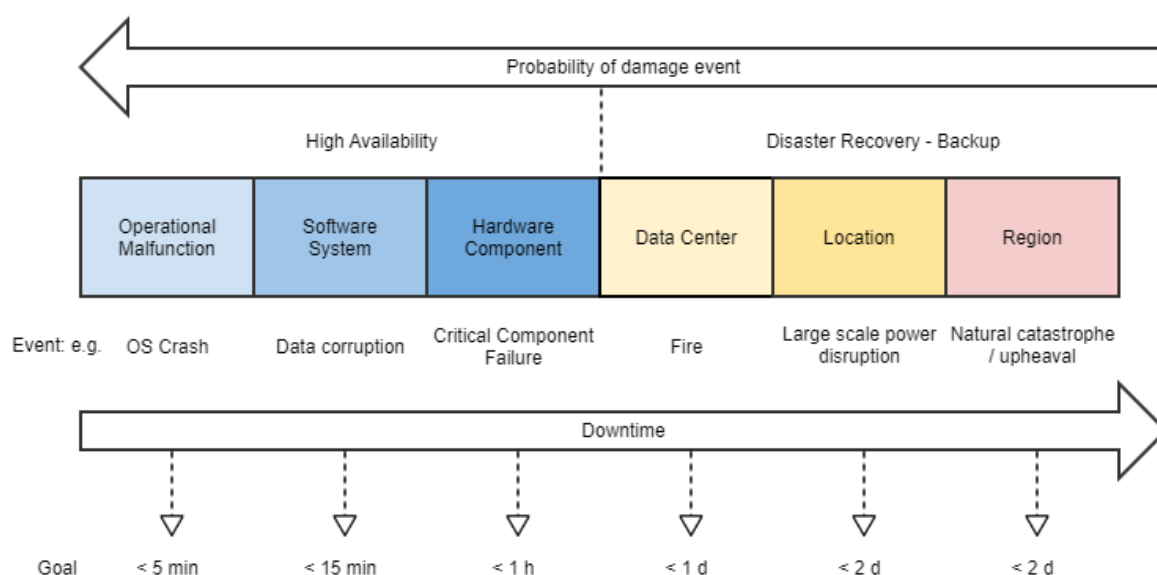 Probability of damage event
High Availability
Disaster Recovery - Backup
Operational
Malfunction
Software
System
Hardware
Component
Data Center
Location
Region
Event: e.g.
OS Crash
Data corruption
Critical Component
Failure
Fire
Large scale power
disruption
Natural catastrophe
/ upheaval
Downtime
Goal
< 5 min
< 15 min
< 1 h
< 1 d
< 2 d
< 2 d